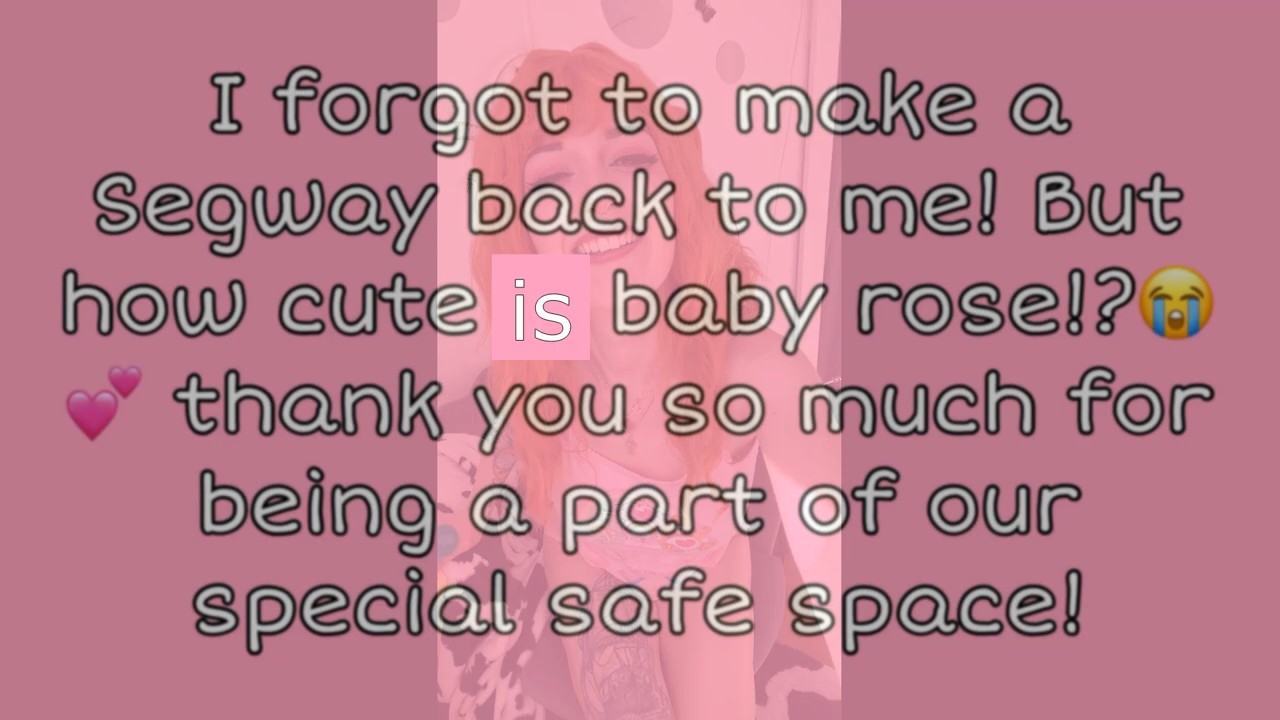 I forgot to make a
Segway back to me! But
how cute is baby rose!?😭
💕 thank you so much for
being a part of our
special safe space!